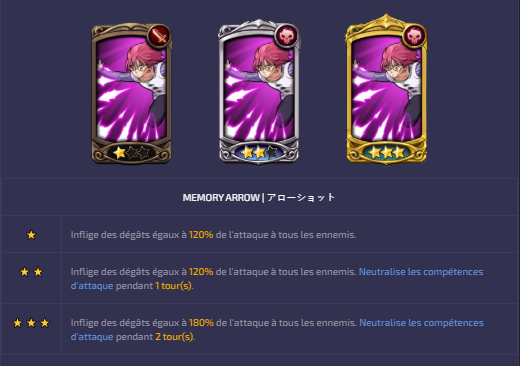 MEMORY ARROW | アローショット
Inflige des dégâts égaux à 120% de l'attaque à tous les ennemis.
Inflige des dégâts égaux à 120% de l'attaque à tous les ennemis. Neutralise les compétences
d'attaque pendant 1 tour(s).
Inflige des dégâts égaux à 180% de l'attaque à tous les ennemis. Neutralise les compétences
d'attaque pendant 2 tour(s).